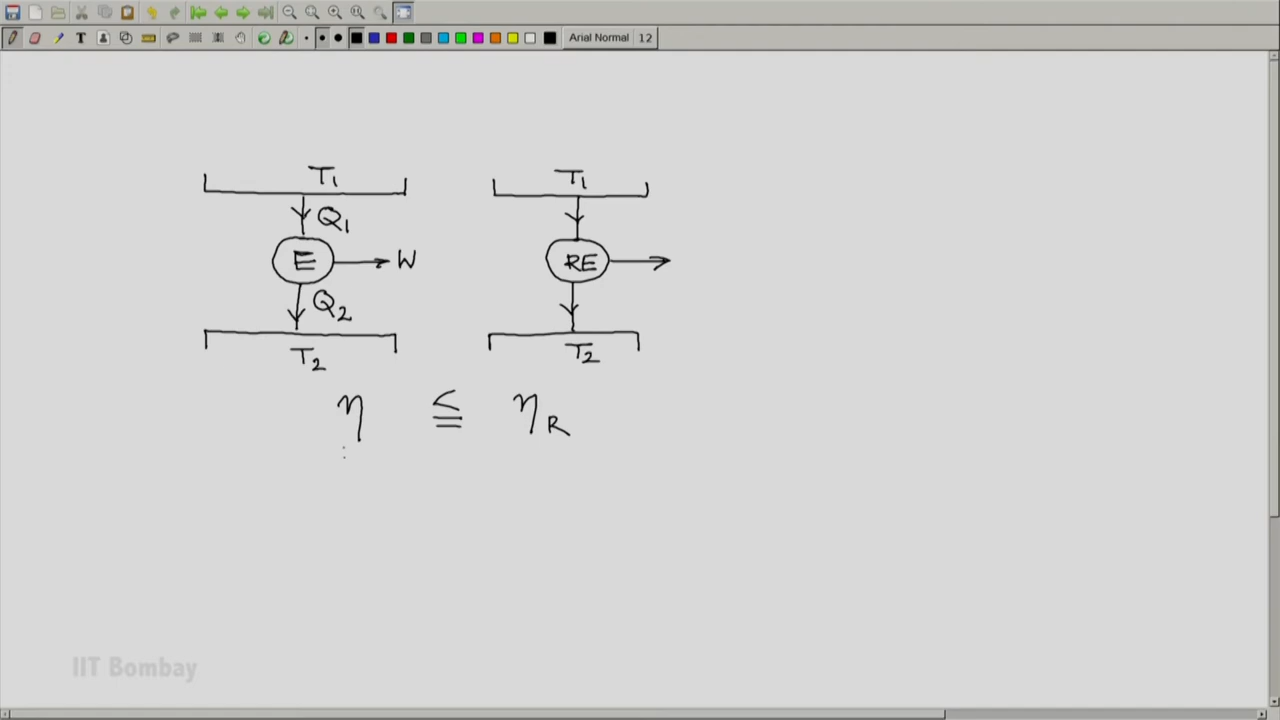 Arial Normal 12
T₁ T₁
Q₁
E W RE
Q₂
T₂ T₂
η ≦ η_R
IIT Bombay